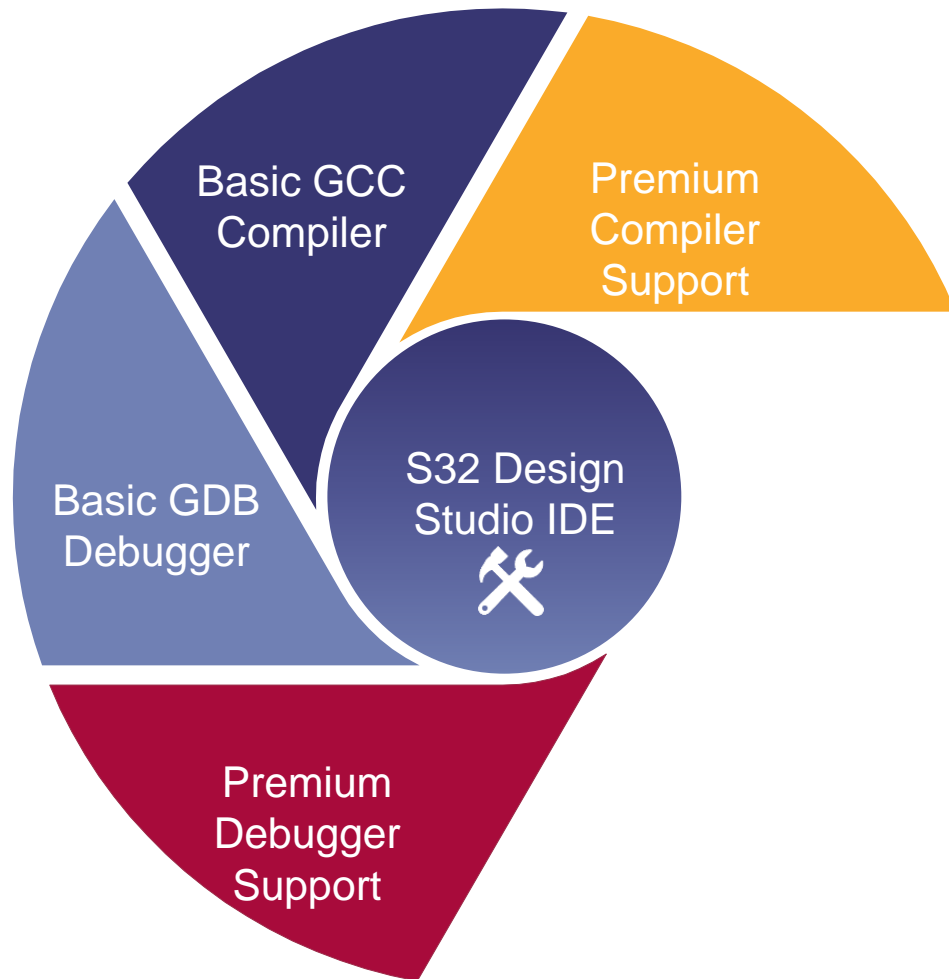 Basic GCC
Compiler
Premium
Compiler
Support
S32 Design
Studio IDE
Basic GDB
Debugger
Premium
Debugger
Support